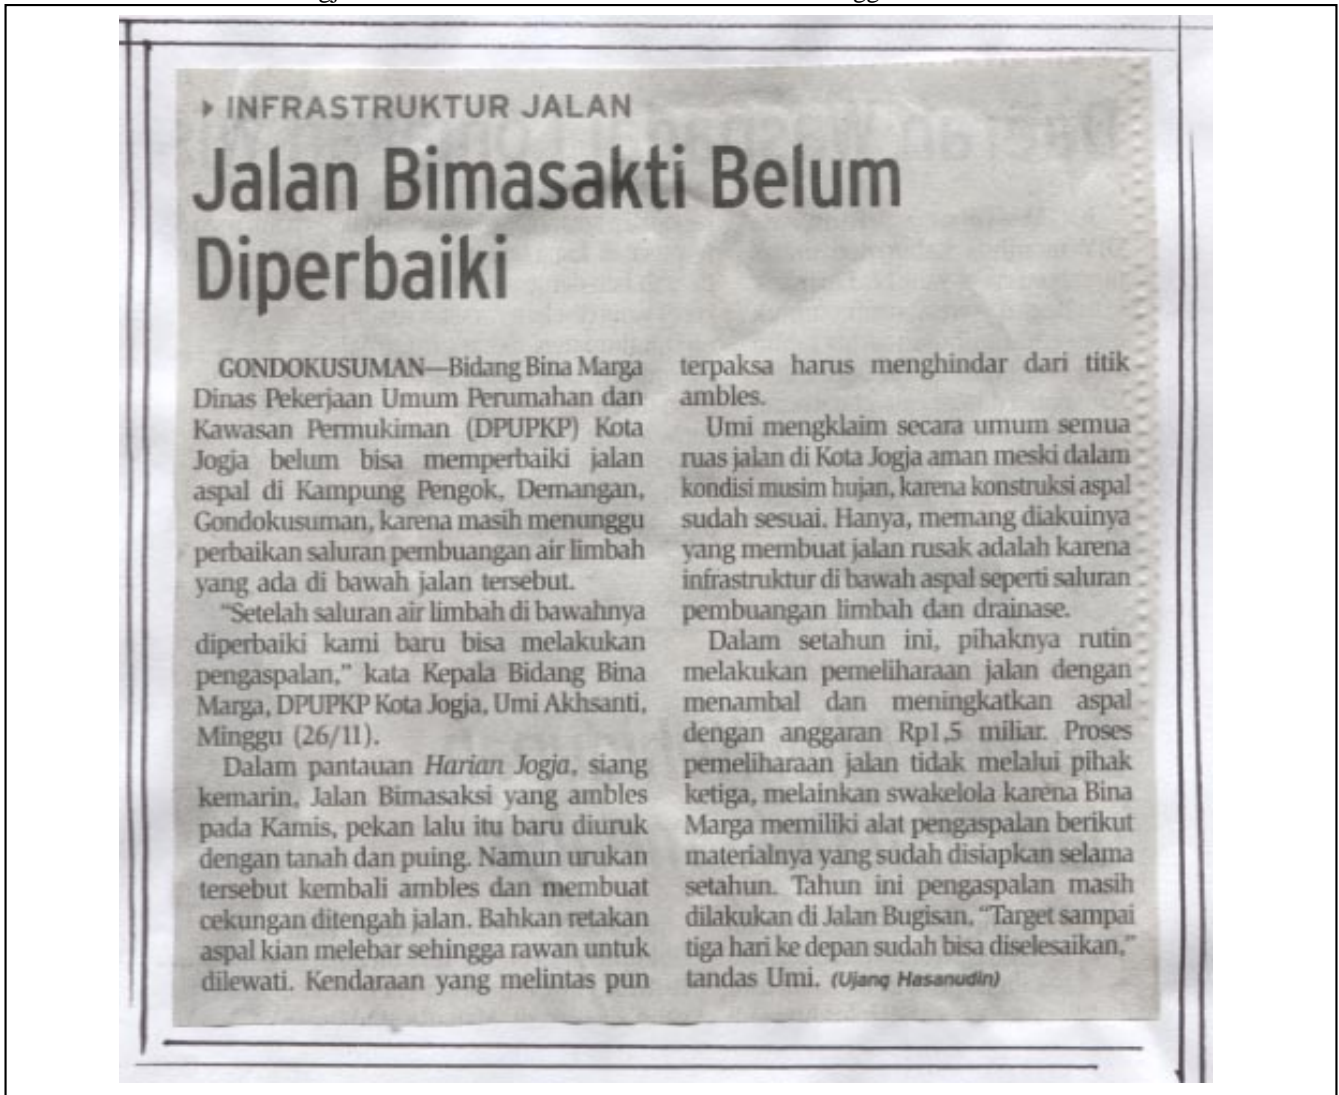 INFRASTRUKTUR JALAN
Jalan Bimasakti Belum
Diperbaiki
GONDOKUSUMAN—Bidang Bina Marga
Dinas Pekerjaan Umum Perumahan dan
Kawasan Permukiman (DPUPKP) Kota
Jogja belum bisa memperbaiki jalan
aspal di Kampung Pengok, Demangan,
Gondokusuman, karena masih menunggu
perbaikan saluran pembuangan air limbah
yang ada di bawah jalan tersebut.
"Setelah saluran air limbah di bawahnya
diperbaiki kami baru bisa melakukan
pengaspalan," kata Kepala Bidang Bina
Marga, DPUPKP Kota Jogja, Umi Akhsanti,
Minggu (26/11).
Dalam pantauan Harian Jogja, siang
kemarin, Jalan Bimasaksi yang ambles
pada Kamis, pekan lalu itu baru diuruk
dengan tanah dan puing. Namun urukan
tersebut kembali ambles dan membuat
cekungan ditengah jalan. Bahkan retakan
aspal kian melebar sehingga rawan untuk
dilewati. Kendaraan yang melintas pun
terpaksa harus menghindar dari titik
ambles.
Umi mengklaim secara umum semua
ruas jalan di Kota Jogja aman meski dalam
kondisi musim hujan, karena konstruksi aspal
sudah sesuai. Hanya, memang diakuinya
yang membuat jalan rusak adalah karena
infrastruktur di bawah aspal seperti saluran
pembuangan limbah dan drainase.
Dalam setahun ini, pihaknya rutin
melakukan pemeliharaan jalan dengan
menambal dan meningkatkan aspal
dengan anggaran Rp1,5 miliar. Proses
pemeliharaan jalan tidak melalui pihak
ketiga, melainkan swakelola karena Bina
Marga memiliki alat pengaspalan berikut
materialnya yang sudah disiapkan selama
setahun. Tahun ini pengaspalan masih
dilakukan di Jalan Bugisan, "Target sampai
tiga hari ke depan sudah bisa diselesaikan,"
tandas Umi. (Ujang Hasanudin)